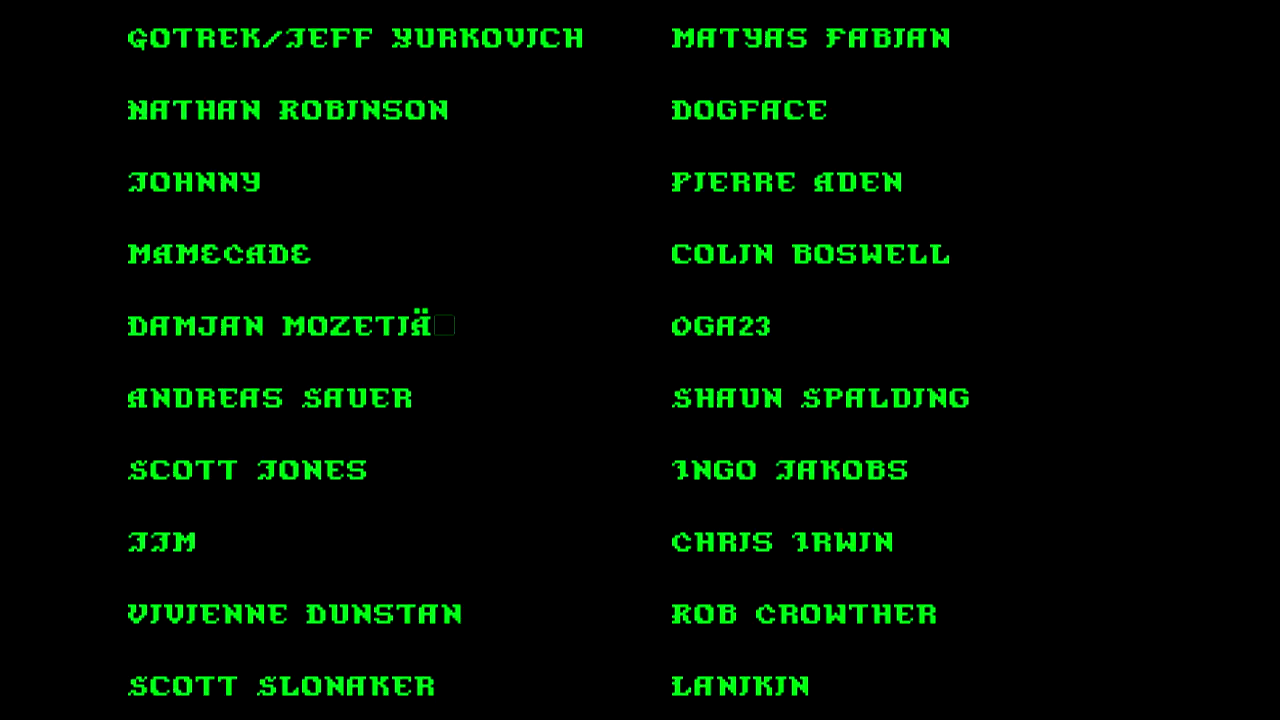 GOTREK/JEFF YURKOVICH
MATYAS FABIAN
NATHAN ROBINSON
DOGFACE
JOHNNY
PIERRE ADEN
MAMECADE
COLIN BOSWELL
DAMJAN MOZETIÄ□
OGA23
ANDREAS SAUER
SHAUN SPALDING
SCOTT JONES
INGO JAKOBS
JJM
CHRIS IRWIN
VIVIENNE DUNSTAN
ROB CROWTHER
SCOTT SLONAKER
LANIKIN